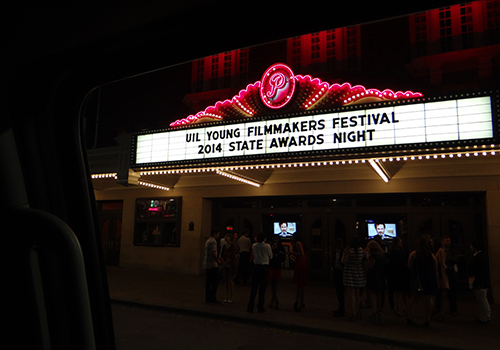 P
UIL YOUNG FILMMAKERS FESTIVAL
2014 STATE AWARDS NIGHT